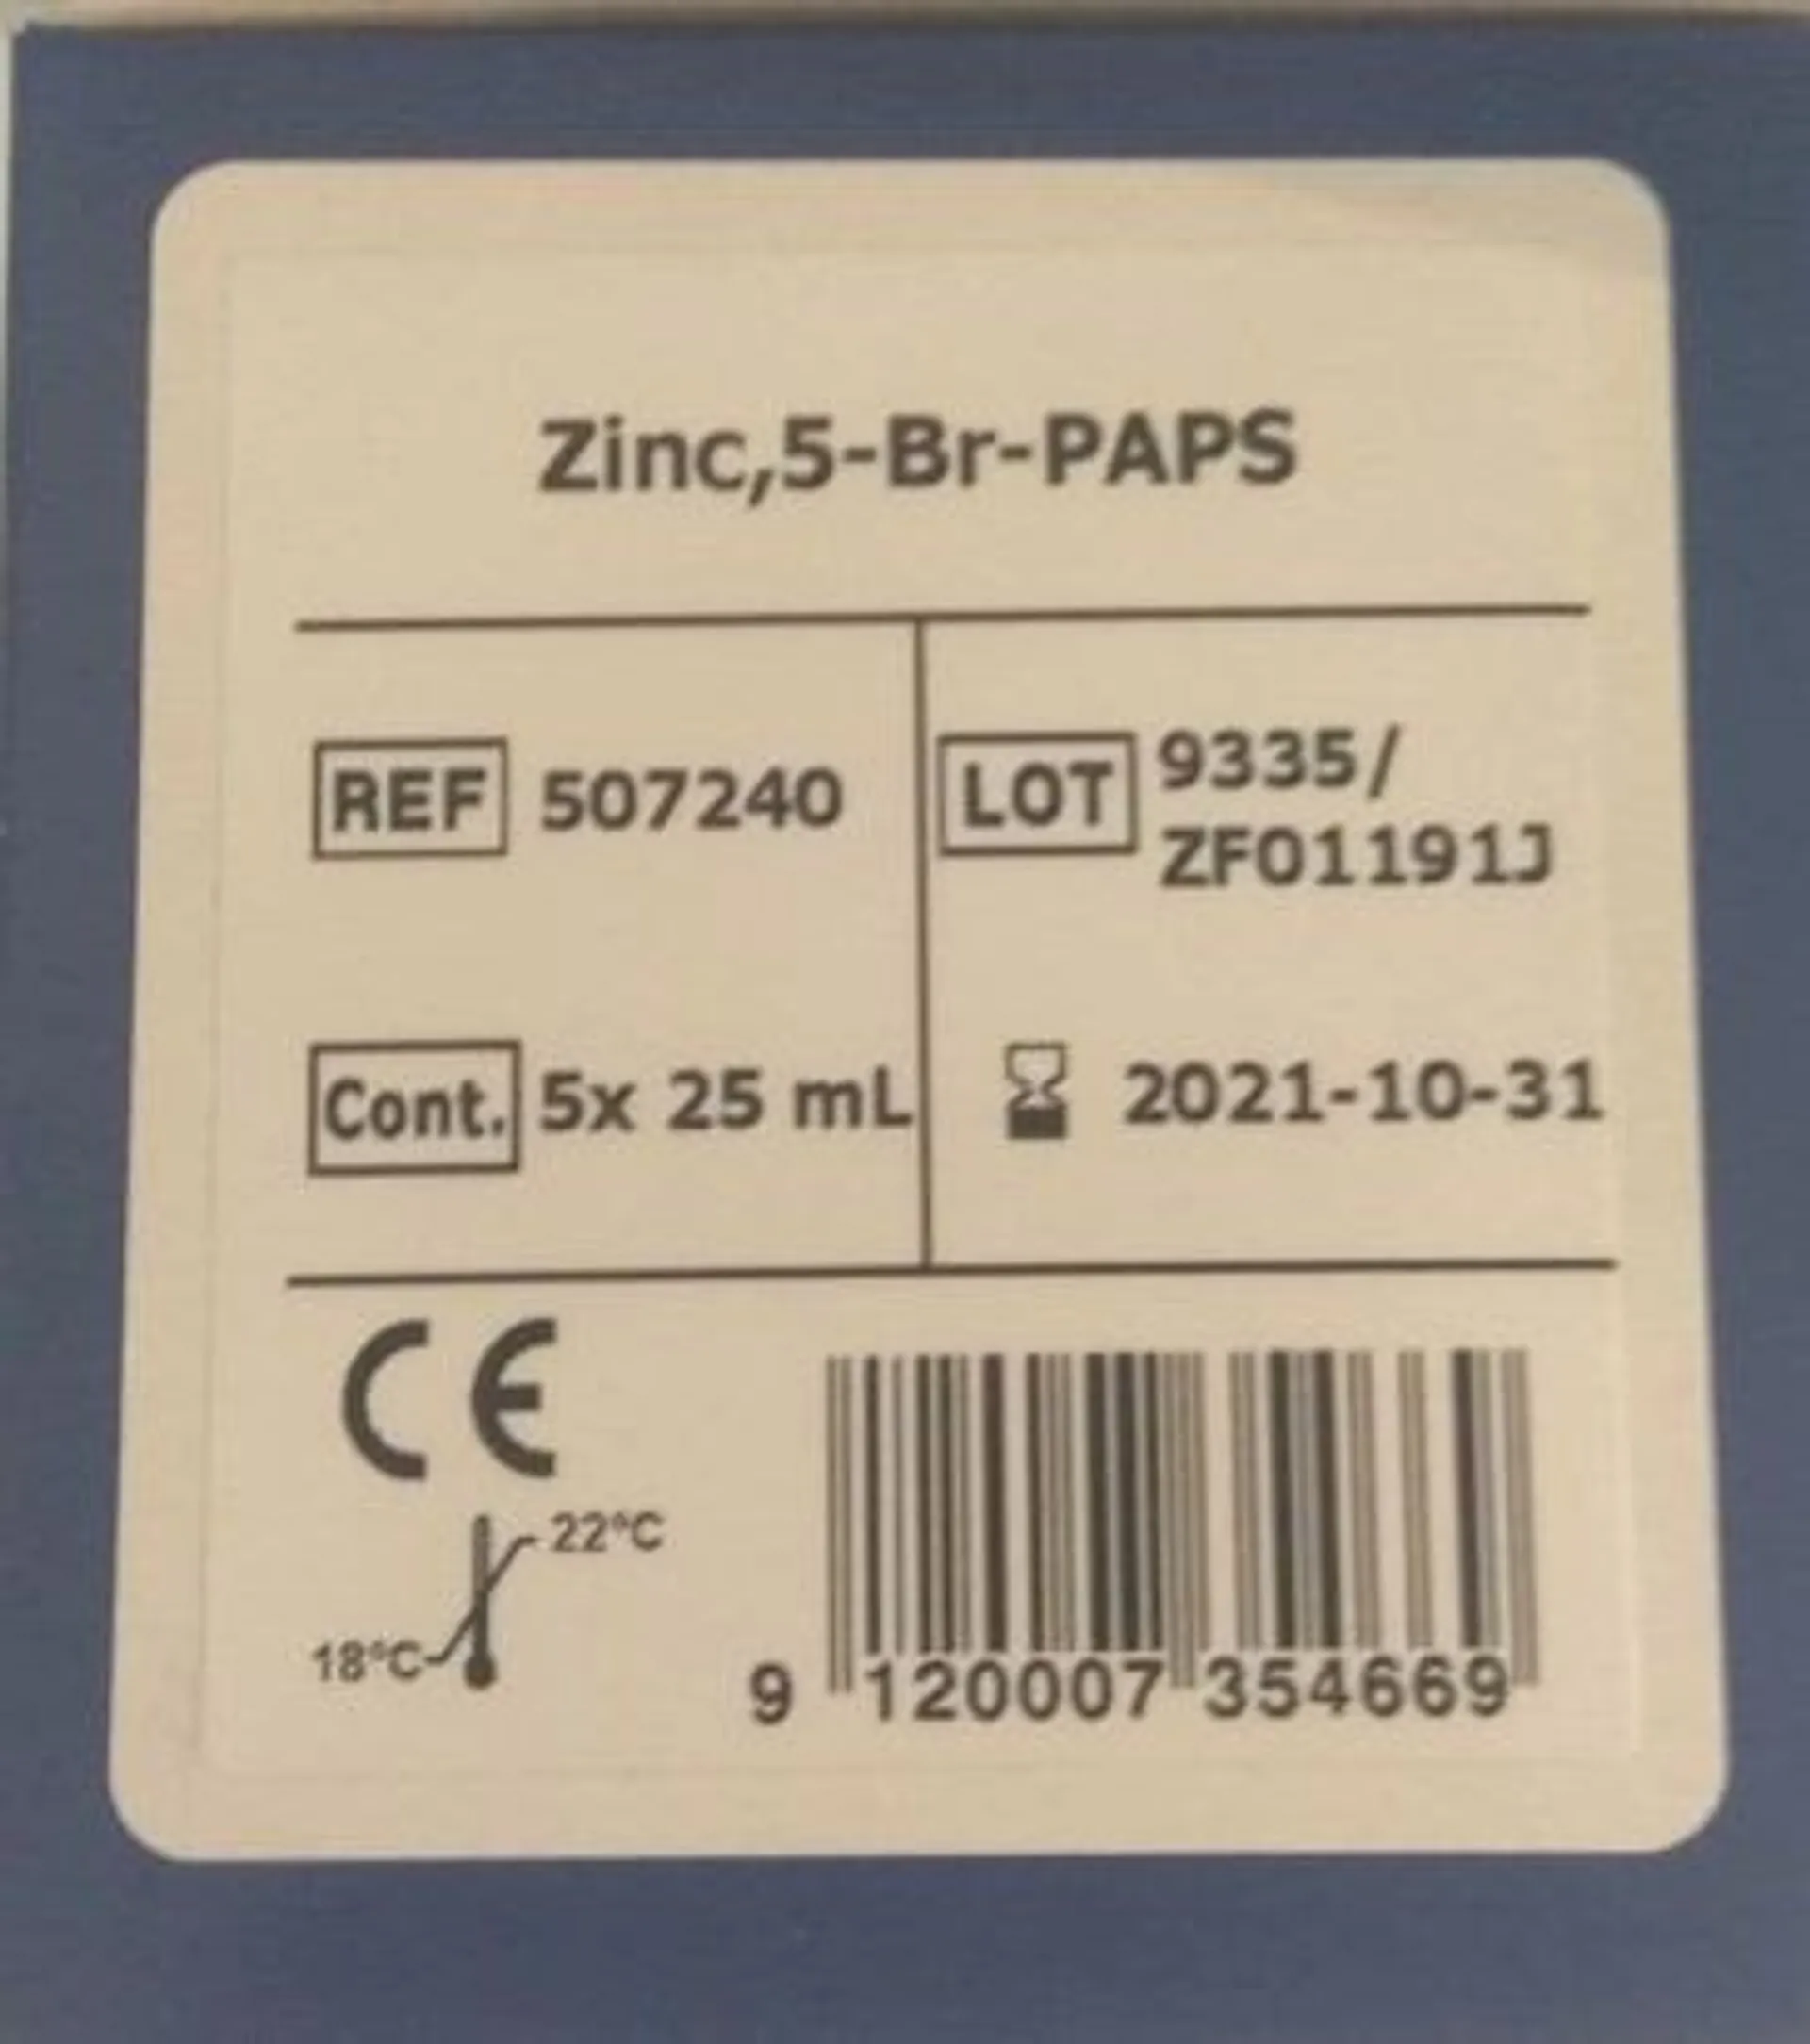 Zinc,5-Br-PAPS
REF 507240
LOT 9335/
ZF01191J
Cont. 5x 25 mL
2021-10-31
CE
22°C
18°C
9 120007 354669